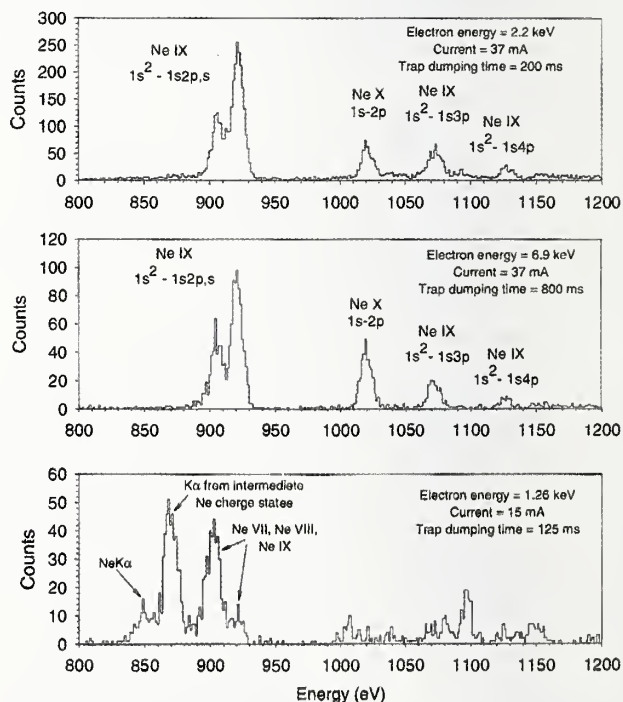 300
250
200
150
100
50
0
Counts
Ne IX
1s² - 1s2p,s
Electron energy = 2.2 keV
Current = 37 mA
Trap dumping time = 200 ms
Ne X
1s-2p
Ne IX
1s² - 1s3p
Ne IX
1s² - 1s4p
800 850 900 950 1000 1050 1100 1150 1200
120
100
80
60
40
20
0
Counts
Ne IX
1s² - 1s2p,s
Electron energy = 6.9 keV
Current = 37 mA
Trap dumping time = 800 ms
Ne X
1s-2p
Ne IX
1s² - 1s3p
Ne IX
1s² - 1s4p
800 850 900 950 1000 1050 1100 1150 1200
60
50
40
30
20
10
0
Counts
Kα from intermediate
Ne charge statee
Ne VII, Ne VIII,
Ne IX
NeKα
Electron energy = 1.26 keV
Current = 15 mA
Trap dumping time = 125 ms
800 850 900 950 1000 1050 1100 1150 1200
Energy (eV)